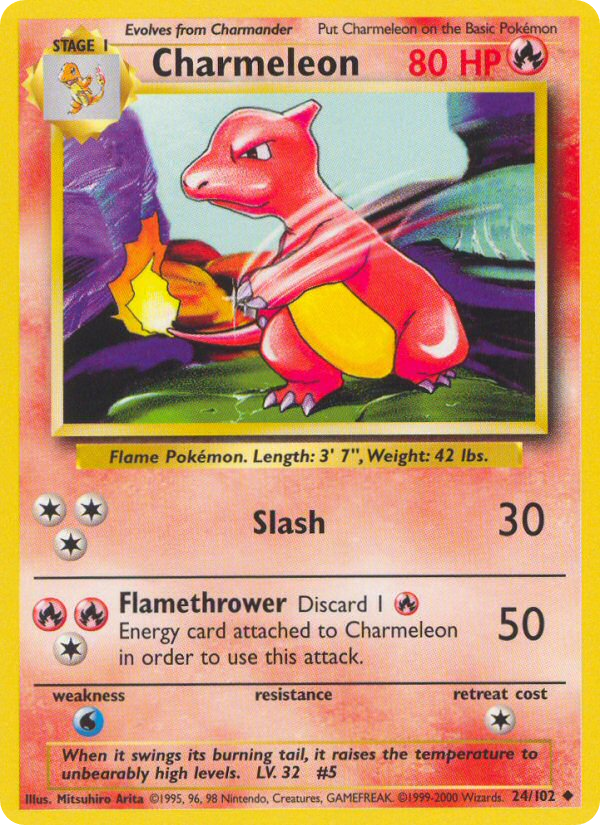 Evolves from Charmander
Put Charmeleon on the Basic Pokémon
STAGE 1
Charmeleon
80 HP
Flame Pokémon. Length: 3' 7", Weight: 42 lbs.
Slash
30
Flamethrower Discard 1
Energy card attached to Charmeleon
in order to use this attack.
50
weakness
resistance
retreat cost
When it swings its burning tail, it raises the temperature to
unbearably high levels. LV. 32 #5
Illus. Mitsuhiro Arita ©1995, 96, 98 Nintendo, Creatures, GAMEFREAK. ©1999-2000 Wizards. 24/102